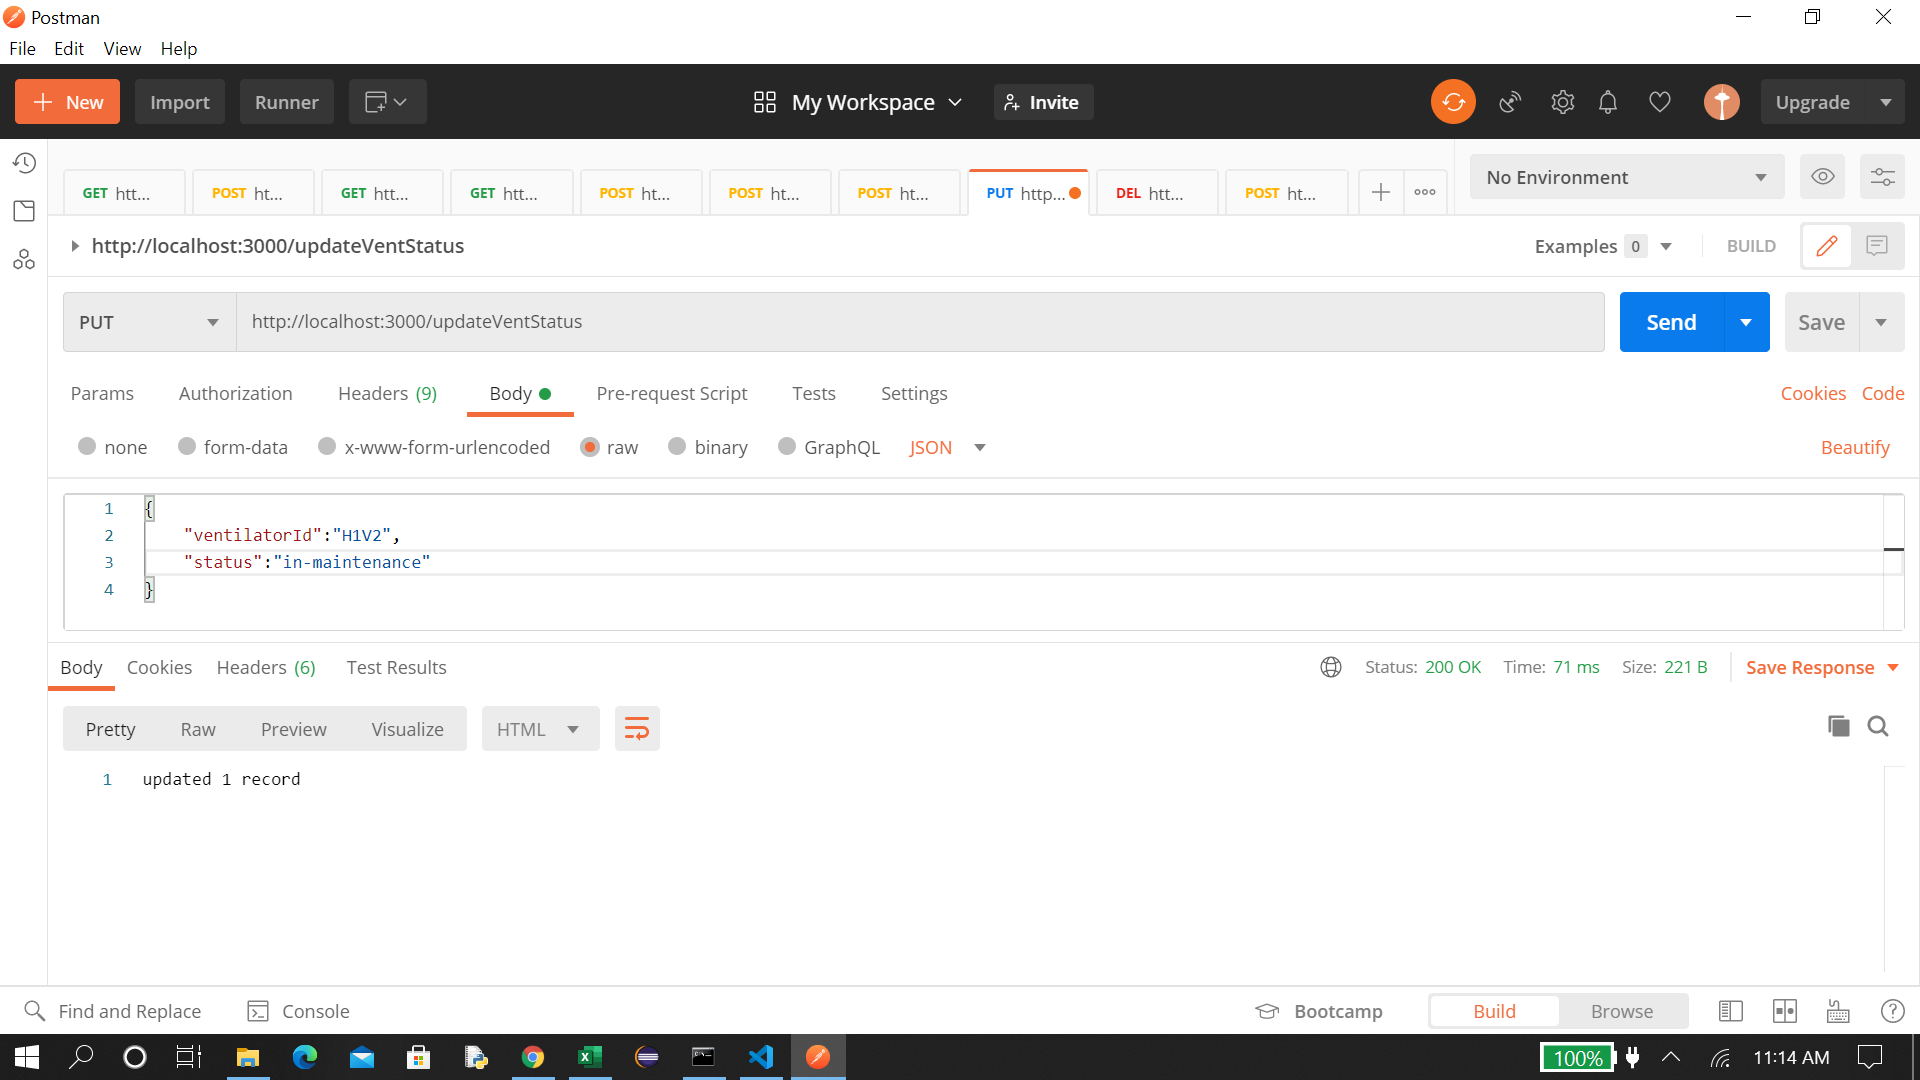 Postman
File Edit View Help
New Import Runner My Workspace Invite Upgrade
GET htt... POST ht... GET htt... GET htt... POST ht... POST ht... POST ht... PUT http... DEL htt... POST ht... No Environment
http://localhost:3000/updateVentStatus Examples 0 BUILD
PUT http://localhost:3000/updateVentStatus Send Save
Params Authorization Headers (9) Body Pre-request Script Tests Settings Cookies Code
none form-data x-www-form-urlencoded raw binary GraphQL JSON Beautify
1 {
2 "ventilatorId":"H1V2",
3 "status":"in-maintenance"
4 }
Body Cookies Headers (6) Test Results Status: 200 OK Time: 71 ms Size: 221 B Save Response
Pretty Raw Preview Visualize HTML
1 updated 1 record
Find and Replace Console Bootcamp Build Browse
100% 11:14 AM